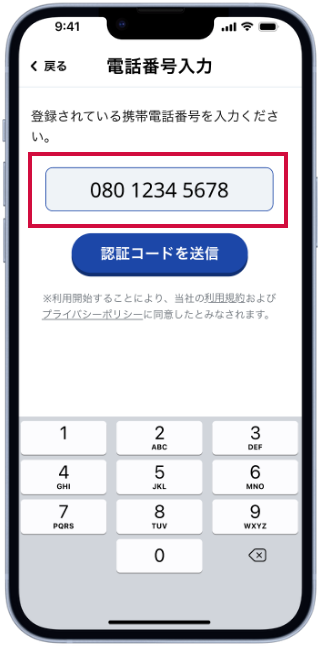 9:41
戻る
電話番号入力
登録されている携帯電話番号を入力くださ
い。
080 1234 5678
認証コードを送信
※利用開始することにより、当社の利用規約および
プライバシーポリシーに同意したとみなされます。
1 2 3
ABC DEF
4 5 6
GHI JKL MNO
7 8 9
PQRS TUV WXYZ
0